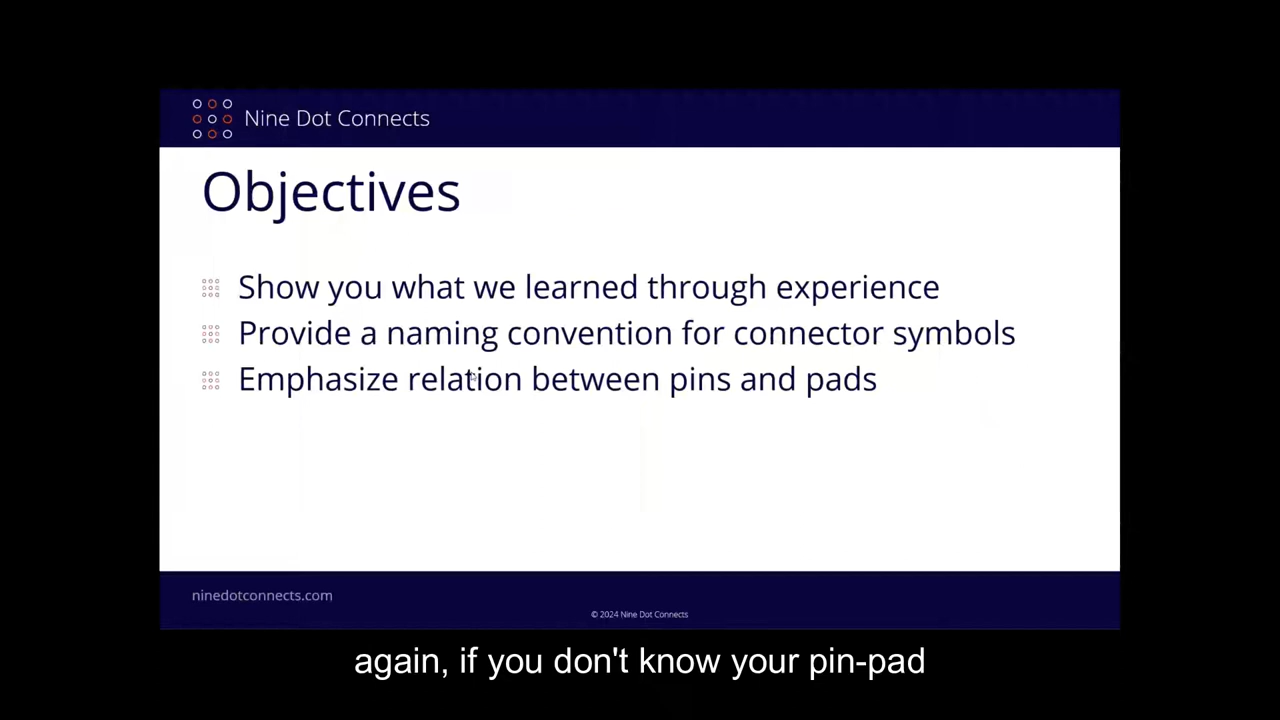 Nine Dot Connects
Objectives
Show you what we learned through experience
Provide a naming convention for connector symbols
Emphasize relation between pins and pads
ninedotconnects.com
© 2024 Nine Dot Connects
again, if you don't know your pin-pad